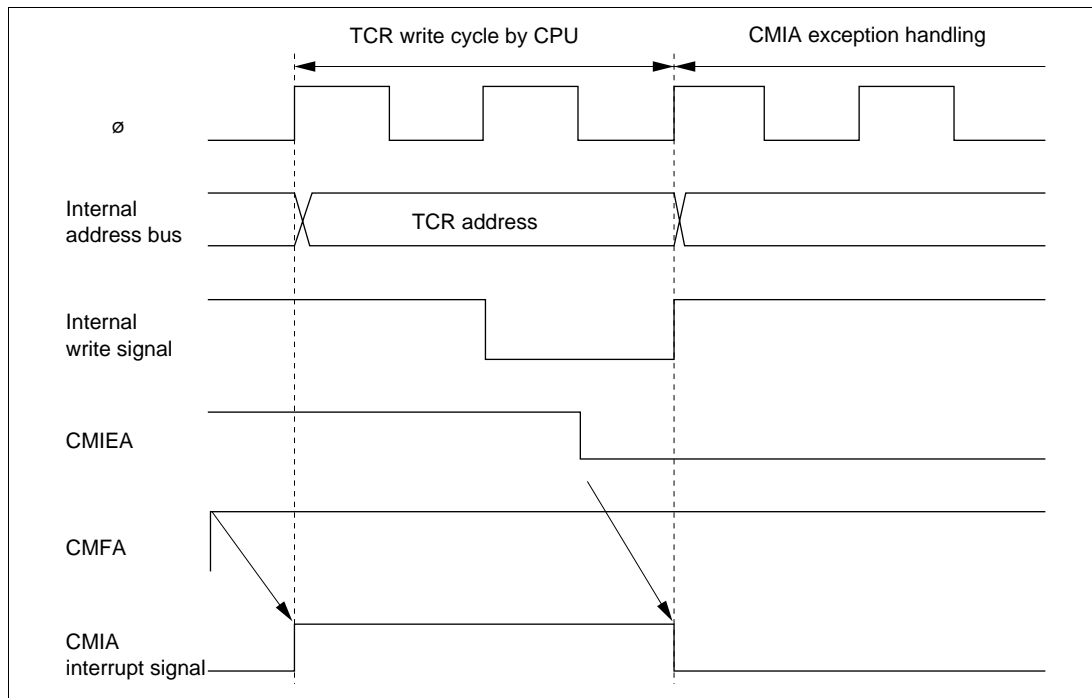 TCR write cycle by CPU
CMIA exception handling
ø
Internal
address bus
TCR address
Internal
write signal
CMIEA
CMFA
CMIA
interrupt signal